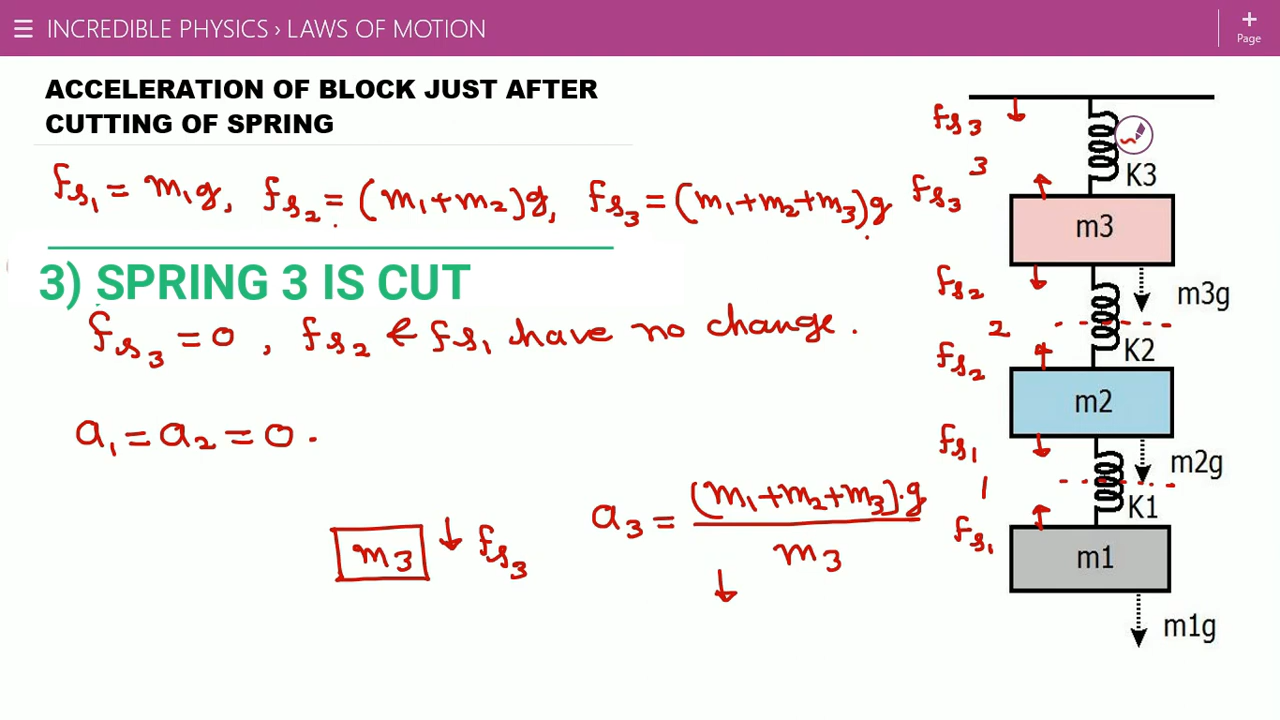 INCREDIBLE PHYSICS › LAWS OF MOTION
Page
ACCELERATION OF BLOCK JUST AFTER
CUTTING OF SPRING
fs₁ = m₁g, fs₂ = (m₁+m₂)g, fs₃ = (m₁+m₂+m₃)g
3) SPRING 3 IS CUT
fs₃ = 0, fs₂ & fs₁ have no change.
a₁ = a₂ = 0.
m₃ ↓ fs₃
a₃ = (m₁+m₂+m₃).g / m₃
↓
fs₃
3
K3
fs₃
m3
fs₂
m3g
2
K2
fs₂
m2
fs₁
m2g
1
K1
fs₁
m1
m1g